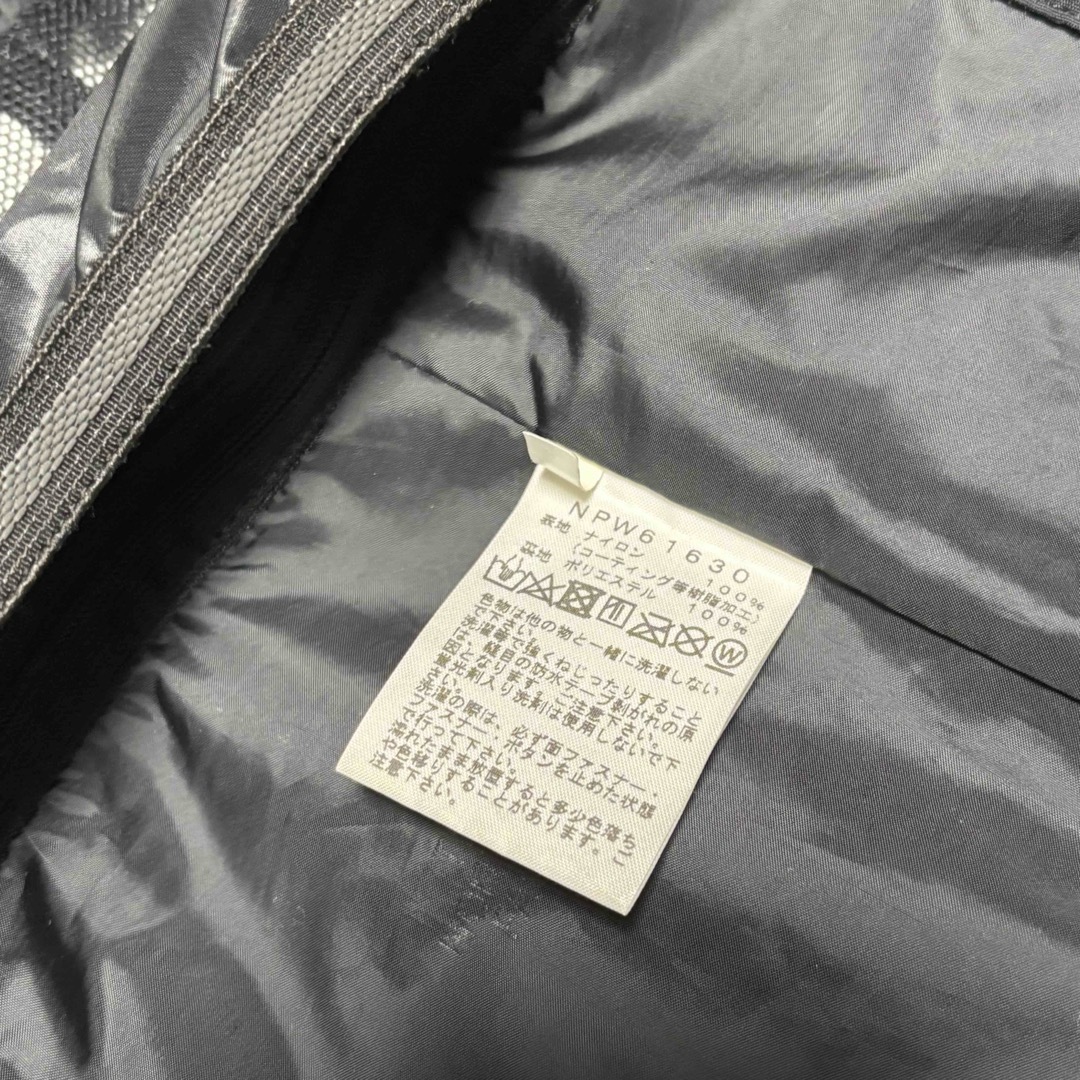 NPW61630
表地 ナイロン 100%
(コーティング等樹脂加工)
裏地 ポリエステル 100%
W
色物は他の物と一緒に洗濯しない
で下さい。
洗濯等で強くねじったりすること
は、縫目の防水テープ剥がれの原
因となります。ご注意下さい。
蛍光剤入り洗剤は使用しないで下
さい。
洗濯の際は、必ず面ファスナー、
ファスナー、ボタンを止めた状態
で行って下さい。
濡れたまま放置すると多少色落ち
や色移りすることがあります。ご
注意下さい。